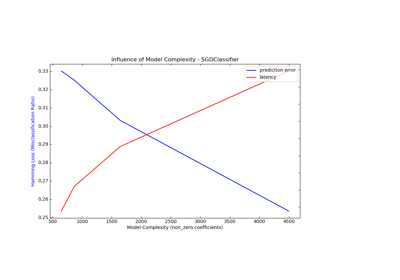 Influence of Model Complexity - SGDClassifier
prediction error
latency
0.33
0.32
0.31
0.30
0.29
0.28
0.27
0.26
0.25
Hamming Loss (Misclassification Ratio)
500 1000 1500 2000 2500 3000 3500 4000 4500
Model Complexity (non_zero coefficients)